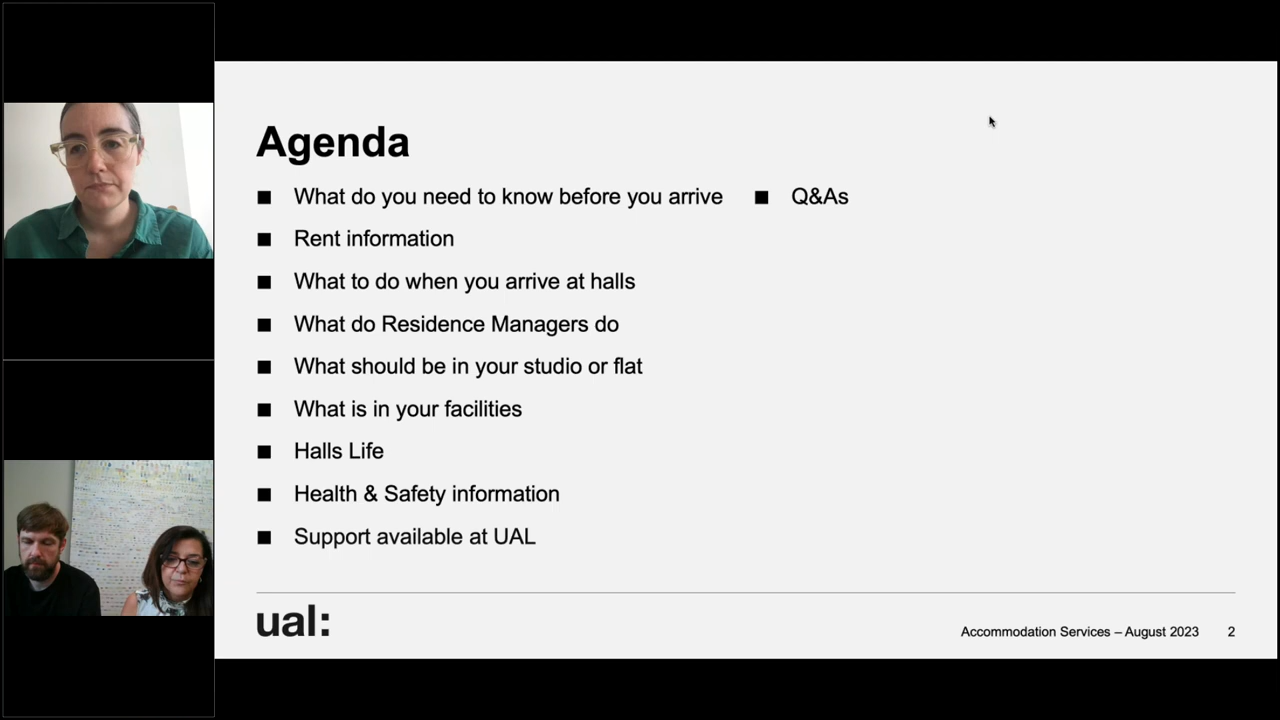 Agenda
■ What do you need to know before you arrive
■ Rent information
■ What to do when you arrive at halls
■ What do Residence Managers do
■ What should be in your studio or flat
■ What is in your facilities
■ Halls Life
■ Health & Safety information
■ Support available at UAL
■ Q&As
ual:
Accommodation Services – August 2023 2